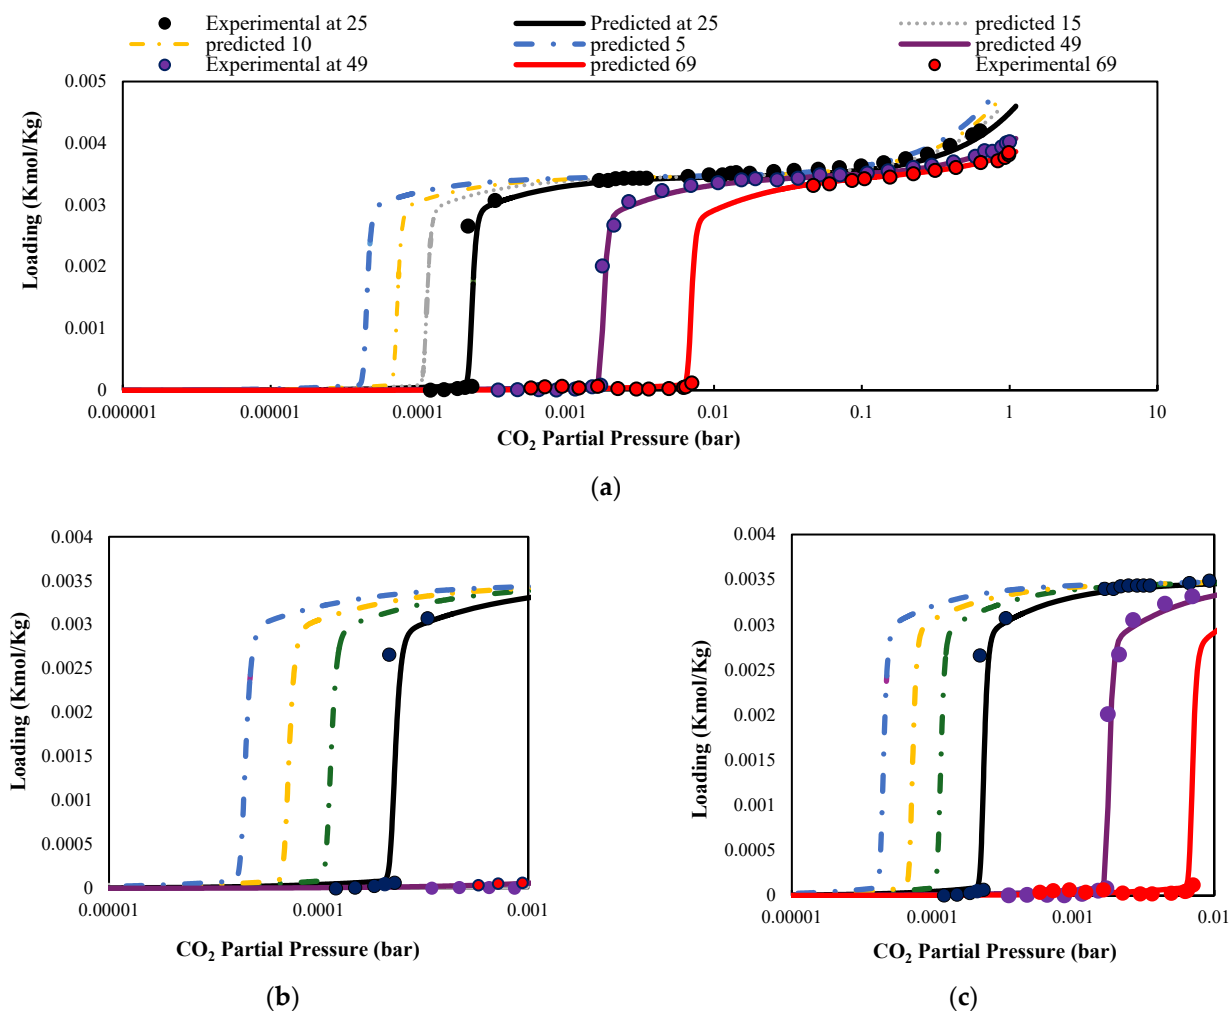 Experimental at 25 Predicted at 25 predicted 15
predicted 10 predicted 5 predicted 49
Experimental at 49 predicted 69 Experimental 69
0.005
0.004
0.003
0.002
0.001
0
Loading (Kmol/Kg)
0.000001 0.00001 0.0001 0.001 0.01 0.1 1 10
CO2 Partial Pressure (bar)
(a)
0.004
0.0035
0.003
0.0025
0.002
0.0015
0.001
0.0005
0
Loading (Kmol/Kg)
0.00001 0.0001 0.001
CO2 Partial Pressure (bar)
(b)
0.004
0.0035
0.003
0.0025
0.002
0.0015
0.001
0.0005
0
Loading (Kmol/Kg)
0.00001 0.0001 0.001 0.01
CO2 Partial Pressure (bar)
(c)